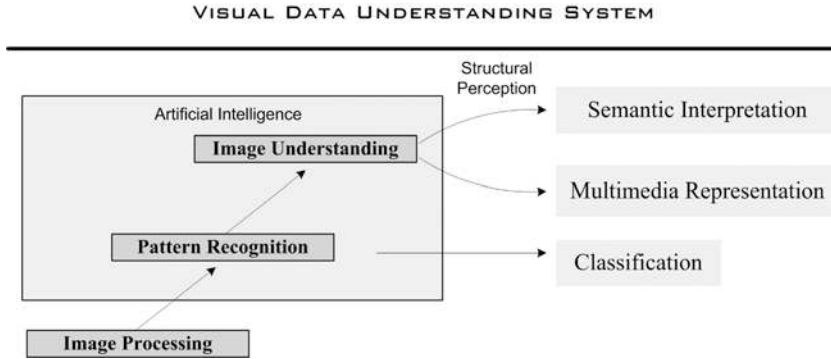 VISUAL DATA UNDERSTANDING SYSTEM
Structural
Perception
Artificial Intelligence
Semantic Interpretation
Image Understanding
Multimedia Representation
Pattern Recognition
Classification
Image Processing